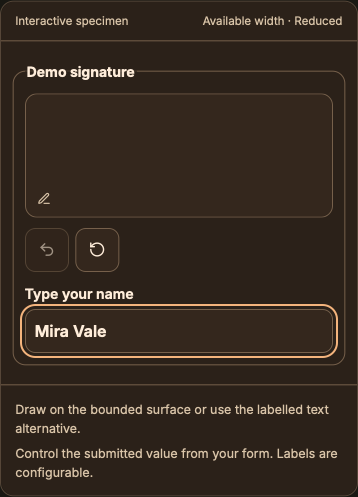 Interactive specimen
Available width · Reduced
Demo signature
Type your name
Mira Vale
Draw on the bounded surface or use the labelled text
alternative.
Control the submitted value from your form. Labels are
configurable.